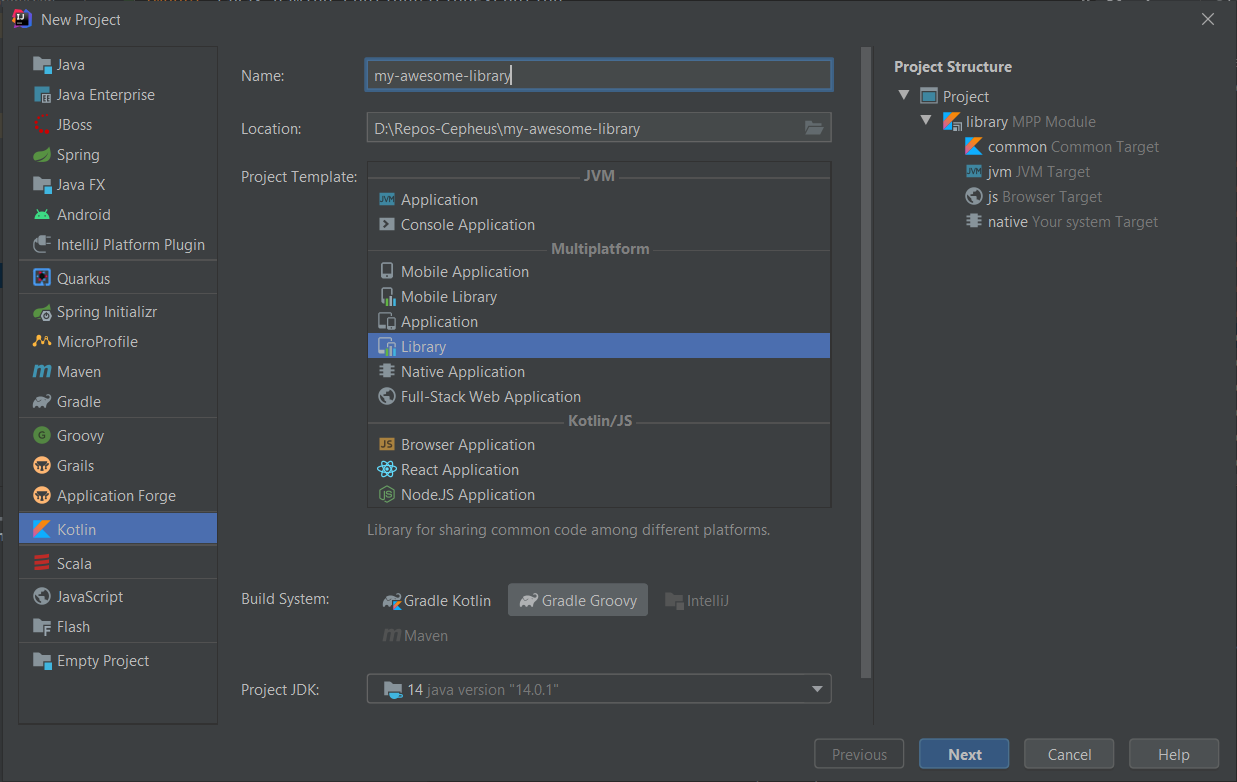 New Project
Java
Java Enterprise
JBoss
Spring
Java FX
Android
IntelliJ Platform Plugin
Quarkus
Spring Initializr
MicroProfile
Maven
Gradle
Groovy
Grails
Application Forge
Kotlin
Scala
JavaScript
Flash
Empty Project
Name: my-awesome-library
Location: D:\Repos-Cepheus\my-awesome-library
Project Template:
JVM
Application
Console Application
Multiplatform
Mobile Application
Mobile Library
Application
Library
Native Application
Full-Stack Web Application
Kotlin/JS
Browser Application
React Application
Node.JS Application
Library for sharing common code among different platforms.
Build System: Gradle Kotlin Gradle Groovy IntelliJ
Maven
Project JDK: 14 java version "14.0.1"
Project Structure
Project
library MPP Module
common Common Target
jvm JVM Target
js Browser Target
native Your system Target
Previous Next Cancel Help